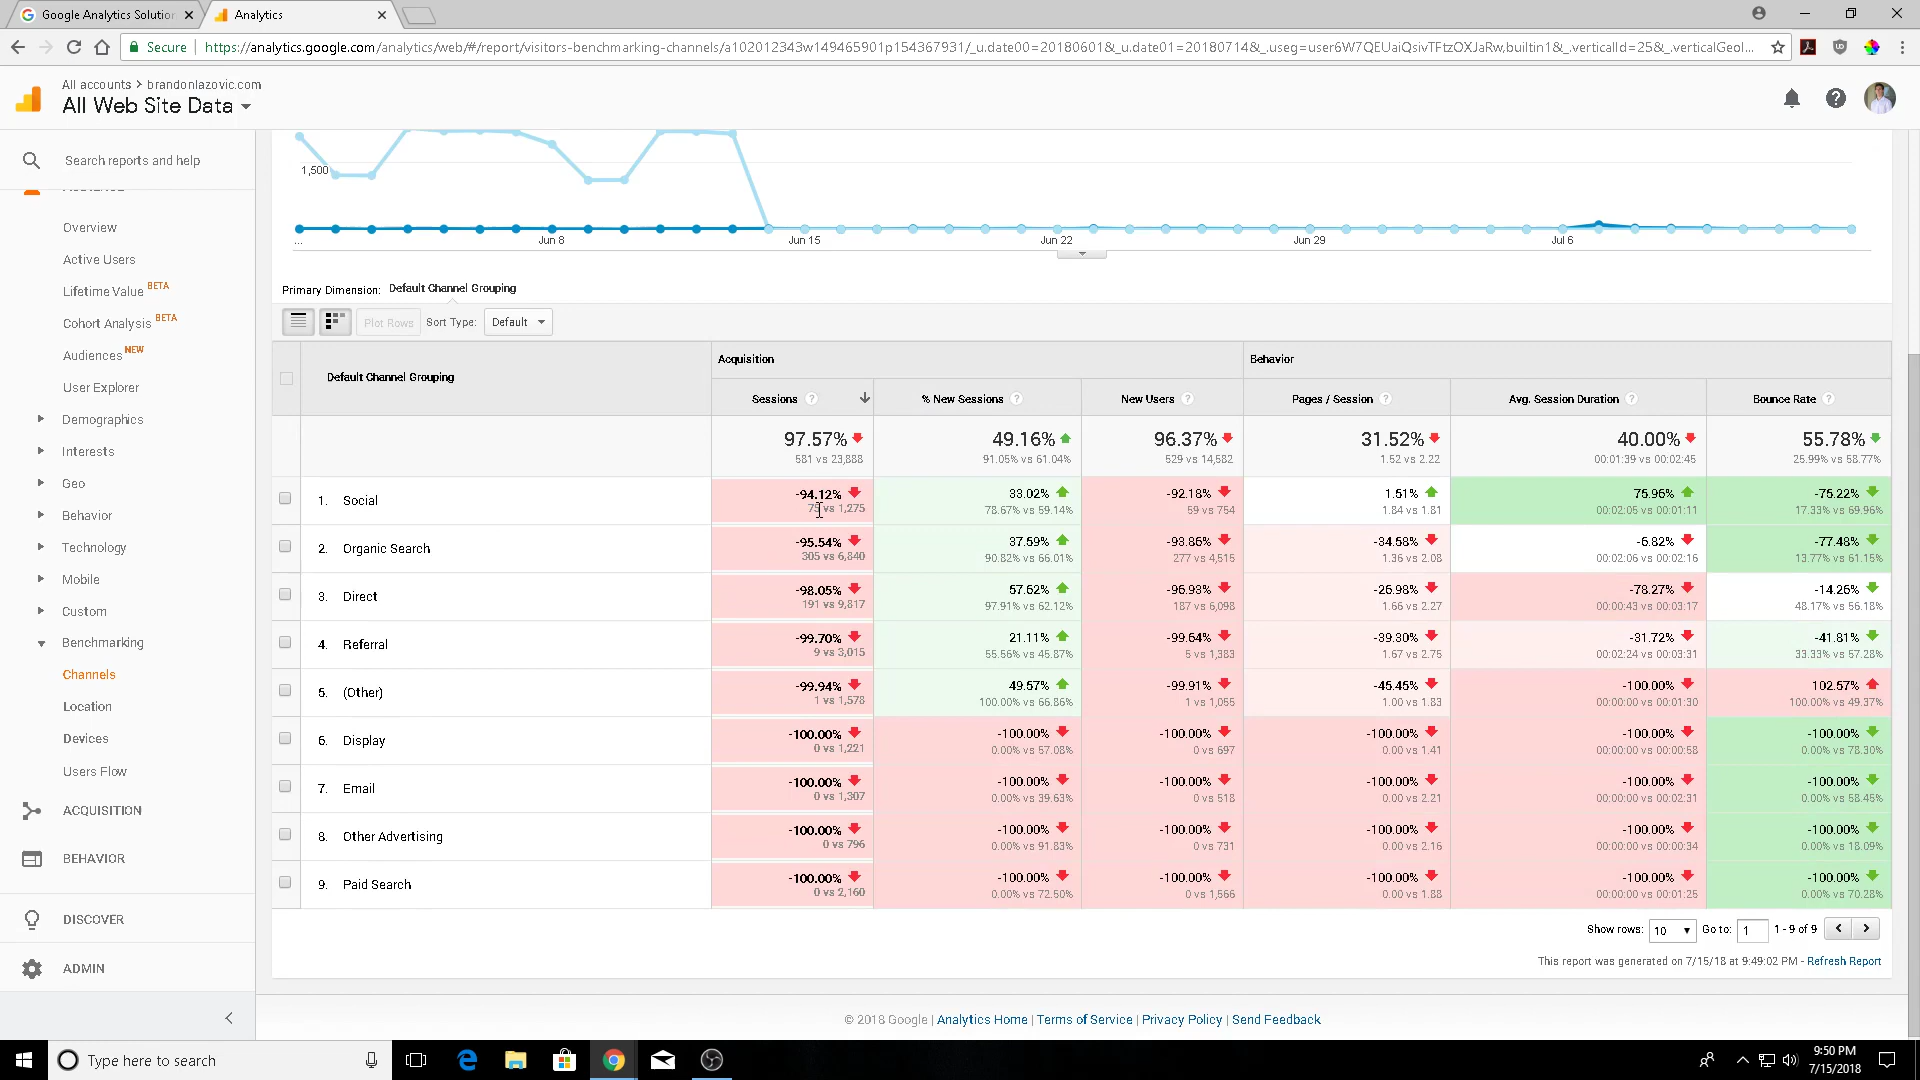 Google Analytics Solution
Analytics
Secure
https://analytics.google.com/analytics/web/#/report/visitors-benchmarking-channels/a102012343w149465901p154367931/_u.date00=20180601&_u.date01=20180714&_.useg=user6W7QEUaiQsivTFtzOXJaRw,builtin1&_.verticalId=25&_.verticalGeoI...
All accounts > brandonlazovic.com
All Web Site Data
Search reports and help
Overview
Active Users
Lifetime Value BETA
Cohort Analysis BETA
Audiences NEW
User Explorer
Demographics
Interests
Geo
Behavior
Technology
Mobile
Custom
Benchmarking
Channels
Location
Devices
Users Flow
ACQUISITION
BEHAVIOR
DISCOVER
ADMIN
1,500
... Jun 8 Jun 15 Jun 22 Jun 29 Jul 6
Primary Dimension: Default Channel Grouping
Plot Rows Sort Type: Default
Default Channel Grouping Acquisition Behavior
Sessions ? % New Sessions ? New Users ? Pages / Session ? Avg. Session Duration ? Bounce Rate ?
97.57% 49.16% 96.37% 31.52% 40.00% 55.78%
581 vs 23,888 91.05% vs 61.04% 529 vs 14,582 1.52 vs 2.22 00:01:39 vs 00:02:45 25.99% vs 58.77%
1. Social -94.12% 33.02% -92.18% 1.51% 75.96% -75.22%
75 vs 1,275 78.67% vs 59.14% 59 vs 754 1.84 vs 1.81 00:02:05 vs 00:01:11 17.33% vs 69.96%
2. Organic Search -95.54% 37.59% -93.86% -34.58% -6.82% -77.48%
305 vs 6,840 90.82% vs 66.01% 277 vs 4,515 1.36 vs 2.08 00:02:06 vs 00:02:16 13.77% vs 61.15%
3. Direct -98.05% 57.62% -96.93% -26.98% -78.27% -14.26%
191 vs 9,817 97.91% vs 62.12% 187 vs 6,098 1.66 vs 2.27 00:00:43 vs 00:03:17 48.17% vs 56.18%
4. Referral -99.70% 21.11% -99.64% -39.30% -31.72% -41.81%
9 vs 3,015 55.56% vs 45.87% 5 vs 1,383 1.67 vs 2.75 00:02:24 vs 00:03:31 33.33% vs 57.28%
5. (Other) -99.94% 49.57% -99.91% -45.45% -100.00% 102.57%
1 vs 1,578 100.00% vs 66.86% 1 vs 1,055 1.00 vs 1.83 00:00:00 vs 00:01:30 100.00% vs 49.37%
6. Display -100.00% -100.00% -100.00% -100.00% -100.00% -100.00%
0 vs 1,221 0.00% vs 57.08% 0 vs 697 0.00 vs 1.41 00:00:00 vs 00:00:58 0.00% vs 78.30%
7. Email -100.00% -100.00% -100.00% -100.00% -100.00% -100.00%
0 vs 1,307 0.00% vs 39.63% 0 vs 518 0.00 vs 2.21 00:00:00 vs 00:02:31 0.00% vs 58.45%
8. Other Advertising -100.00% -100.00% -100.00% -100.00% -100.00% -100.00%
0 vs 796 0.00% vs 91.83% 0 vs 731 0.00 vs 2.16 00:00:00 vs 00:00:34 0.00% vs 18.09%
9. Paid Search -100.00% -100.00% -100.00% -100.00% -100.00% -100.00%
0 vs 2,160 0.00% vs 72.50% 0 vs 1,566 0.00 vs 1.88 00:00:00 vs 00:01:25 0.00% vs 70.28%
Show rows: 10 Go to: 1 1 - 9 of 9
This report was generated on 7/15/18 at 9:49:02 PM - Refresh Report
© 2018 Google | Analytics Home | Terms of Service | Privacy Policy | Send Feedback
Type here to search
9:50 PM
7/15/2018